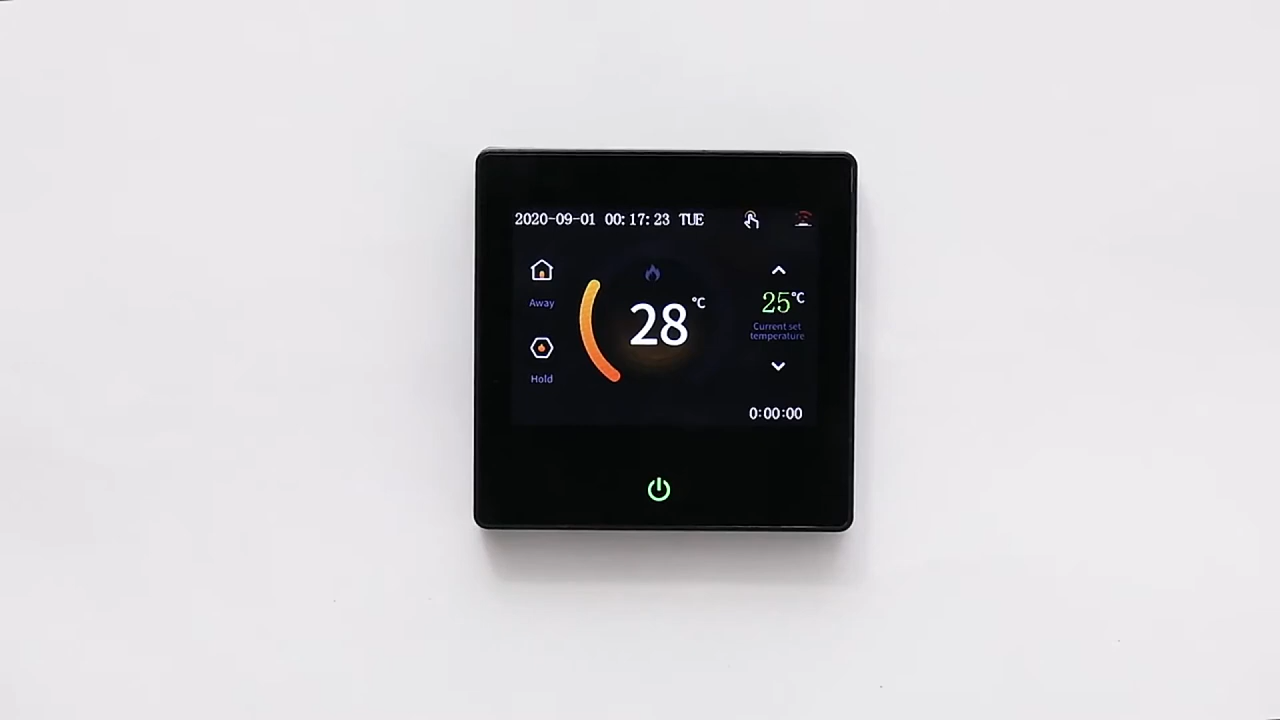 2020-09-01 00:17:23 TUE
Away
28 °C
25°C
Current set
temperature
Hold
0:00:00